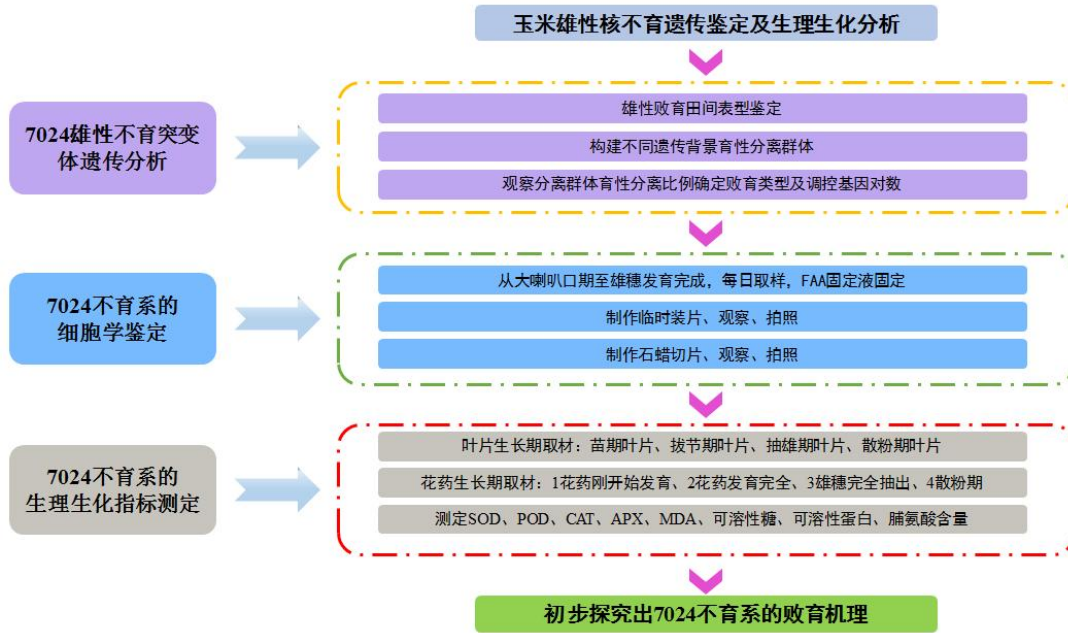 玉米雄性核不育遗传鉴定及生理生化分析
7024雄性不育突变
体遗传分析
雄性败育田间表型鉴定
构建不同遗传背景育性分离群体
观察分离群体育性分离比例确定败育类型及调控基因对数
7024不育系的
细胞学鉴定
从大喇叭口期至雄穗发育完成，每日取样，FAA固定液固定
制作临时装片、观察、拍照
制作石蜡切片、观察、拍照
7024不育系的
生理生化指标测定
叶片生长期取材：苗期叶片、拔节期叶片、抽雄期叶片、散粉期叶片
花药生长期取材：1花药刚开始发育、2花药发育完全、3雄穗完全抽出、4散粉期
测定SOD、POD、CAT、APX、MDA、可溶性糖、可溶性蛋白、脯氨酸含量
初步探究出7024不育系的败育机理